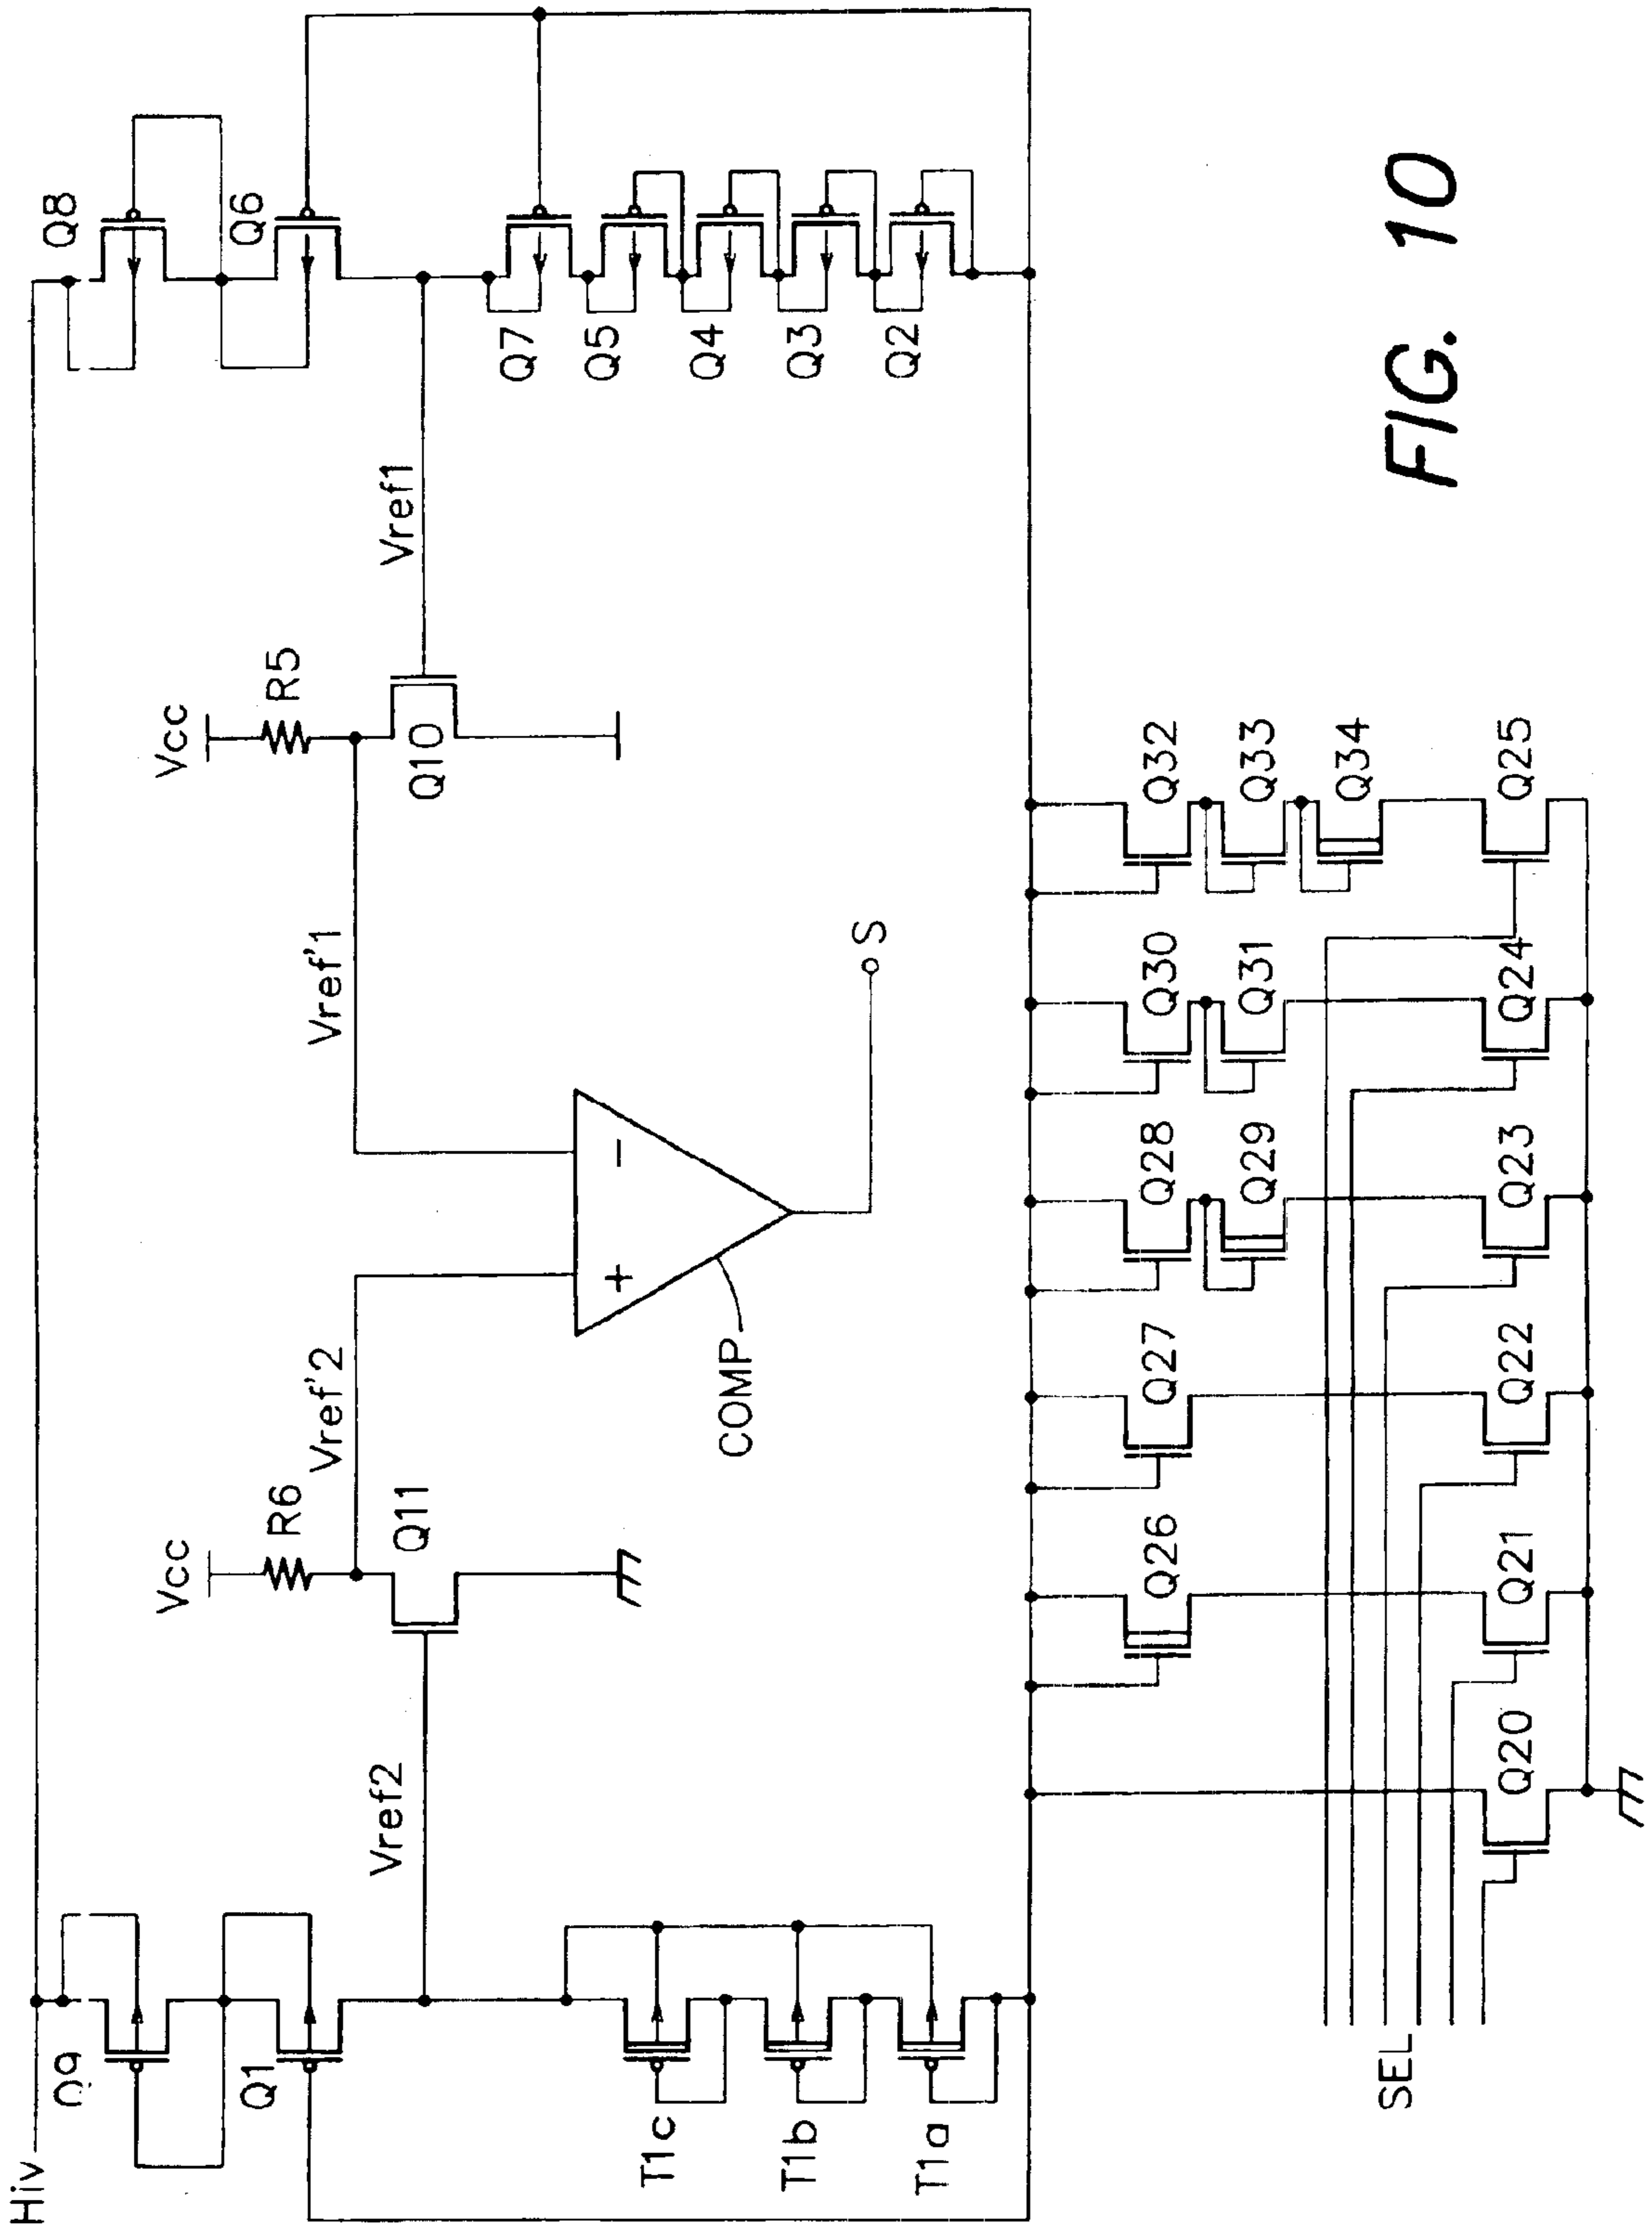 Hiv
Q9
Q1
T1c
T1b
T1a
Vref2
Vcc
R6
Q11
Vref'2
COMP
+
-
S
Vref'1
Vcc
R5
Q10
Vref1
Q8
Q6
Q7
Q5
Q4
Q3
Q2
Q26
Q27
Q28
Q29
Q30
Q31
Q32
Q33
Q34
SEL
Q20
Q21
Q22
Q23
Q24
Q25
FIG. 10